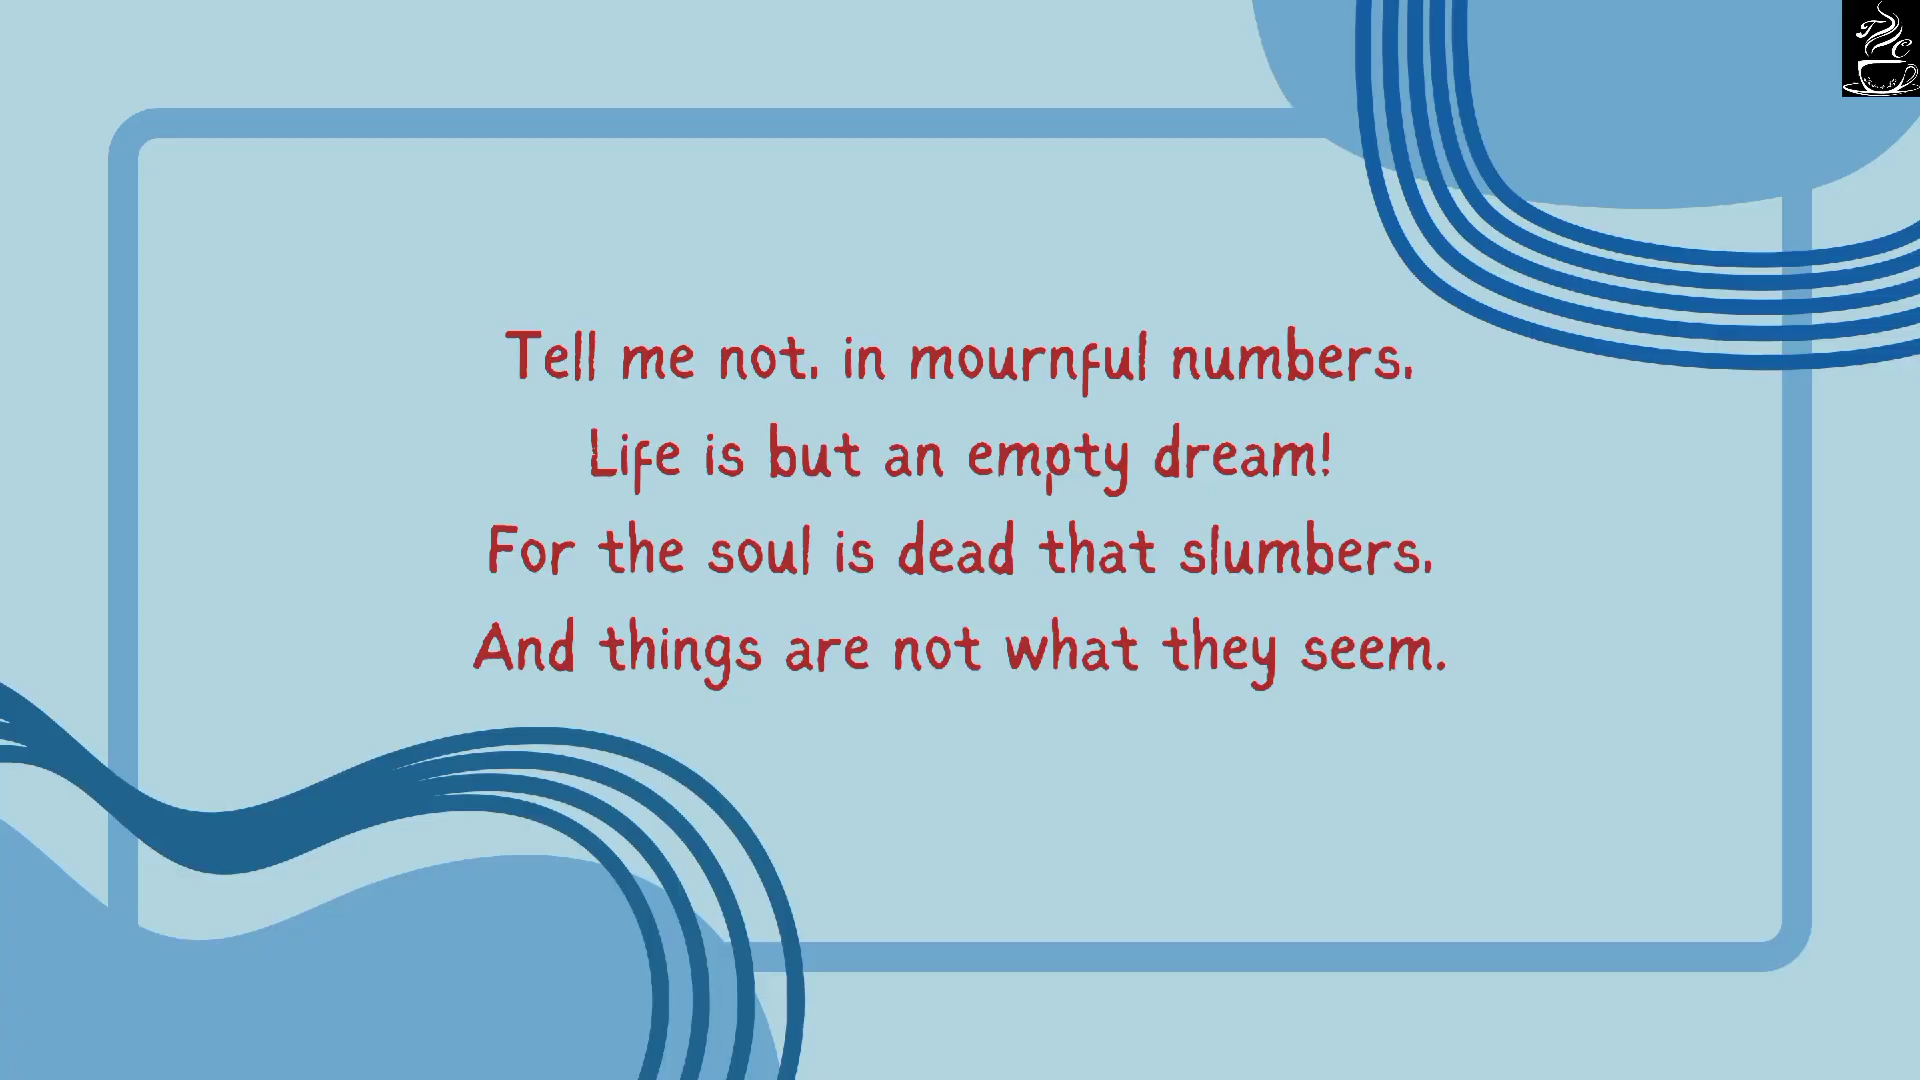 Tell me not, in mournful numbers,
Life is but an empty dream!
For the soul is dead that slumbers,
And things are not what they seem.